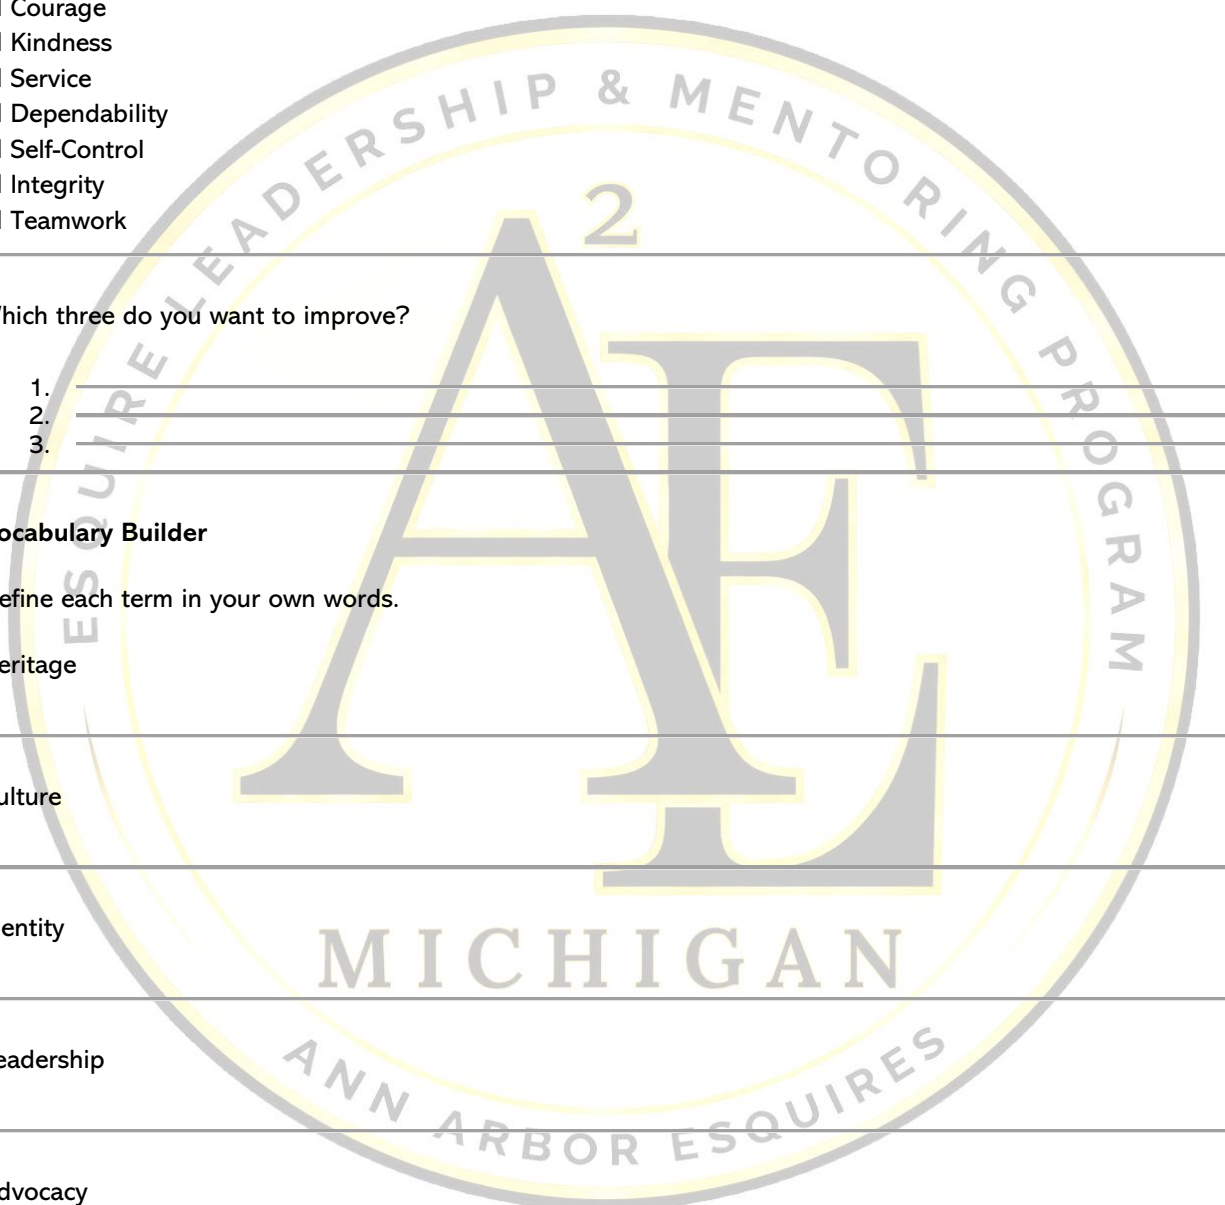 Courage
Kindness
Service
Dependability
Self-Control
Integrity
Teamwork
hich three do you want to improve?
1.
2.
3.
ocabulary Builder
efine each term in your own words.
eritage
ulture
entity
eadership
dvocacy
ESQUIRE LEADERSHIP & MENTORING PROGRAM
2
AE
MICHIGAN
ANN ARBOR ESQUIRES